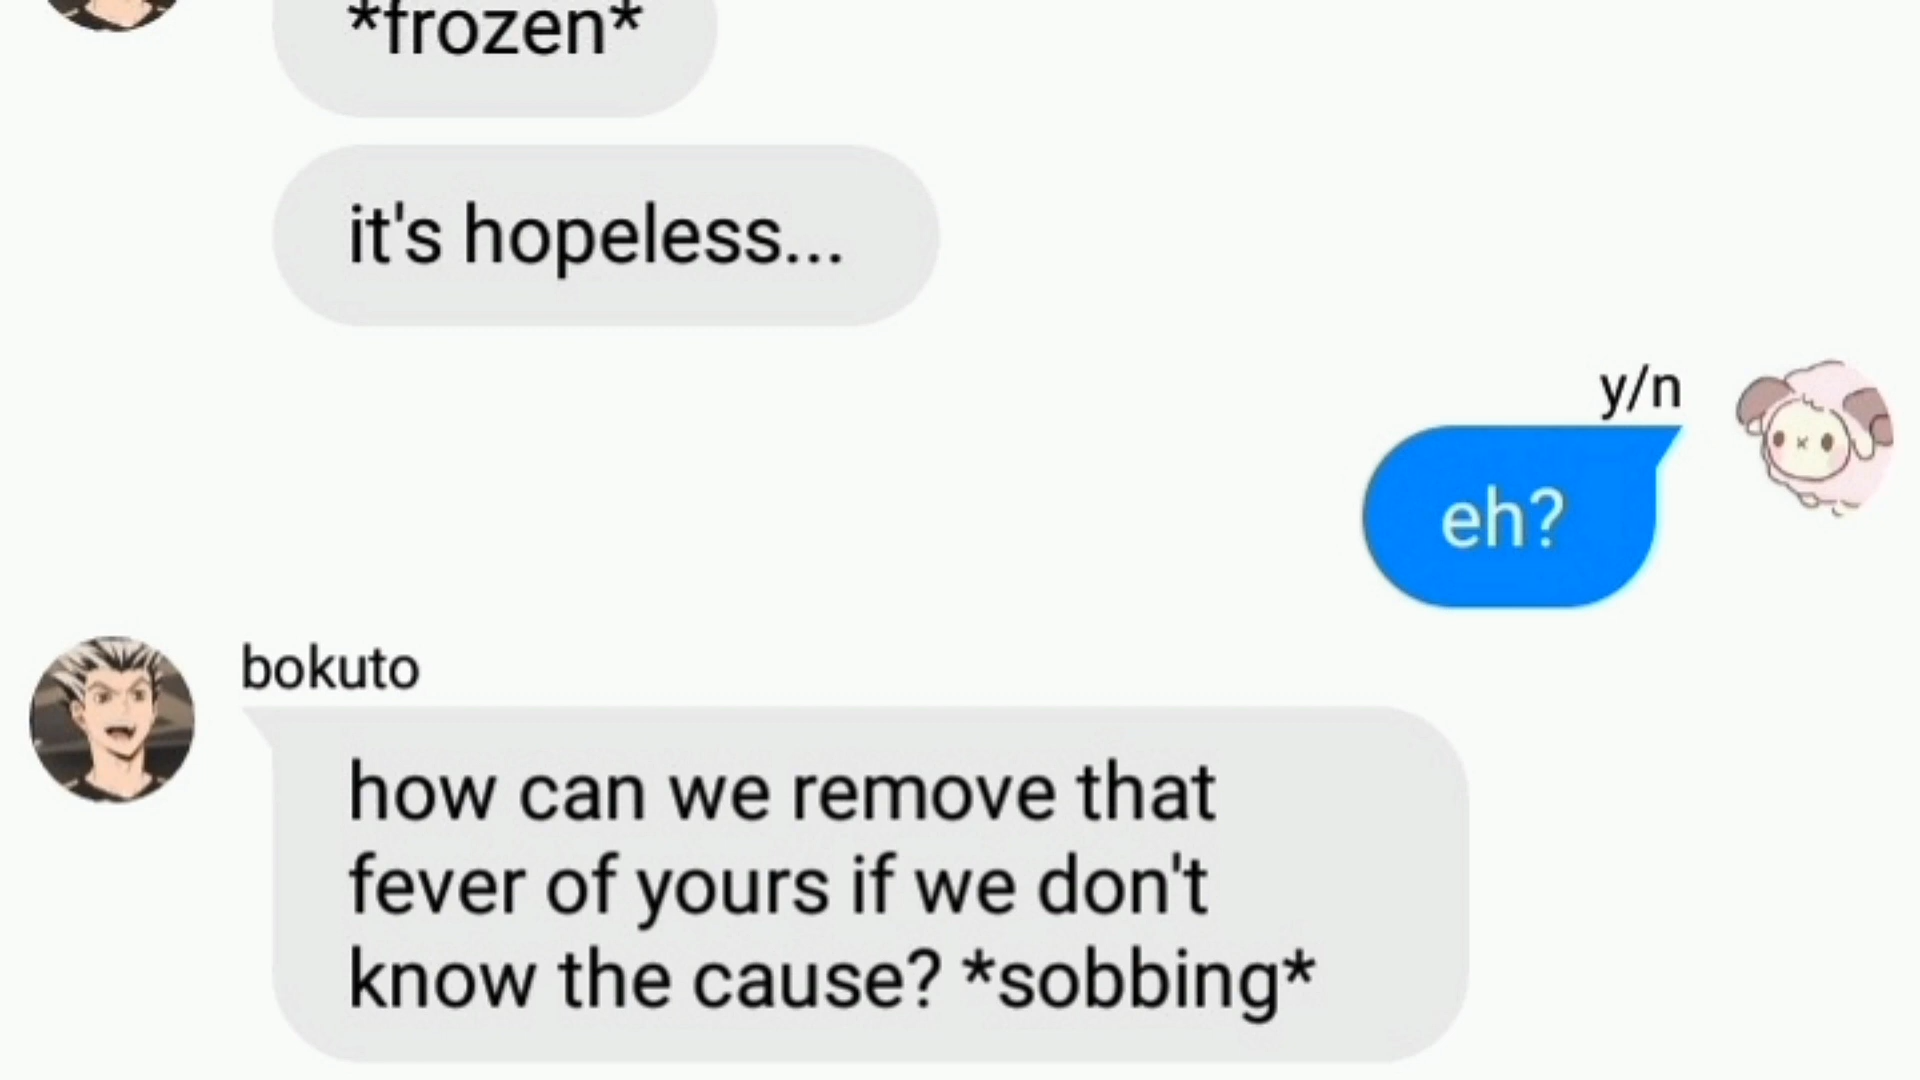 *frozen*
it's hopeless...
y/n
eh?
bokuto
how can we remove that
fever of yours if we don't
know the cause? *sobbing*